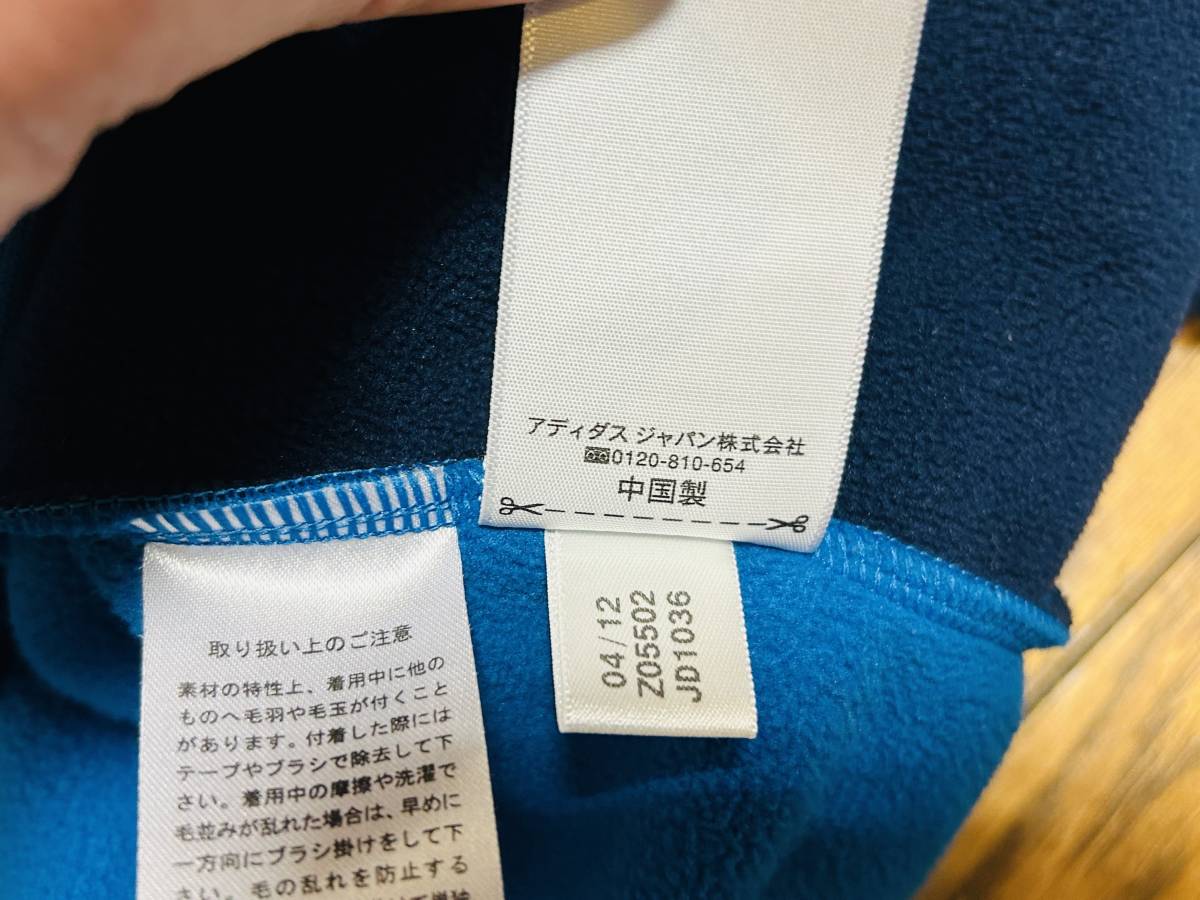 アディダス ジャパン株式会社
0120-810-654
中国製
04/12
Z05502
JD1036
取り扱い上のご注意
素材の特性上、着用中に他の
ものへ毛羽や毛玉が付くこと
があります。付着した際には
テープやブラシで除去して下
さい。着用中の摩擦や洗濯で
毛並みが乱れた場合は、早めに
一方向にブラシ掛けをして下
さい。毛の乱れを防止する